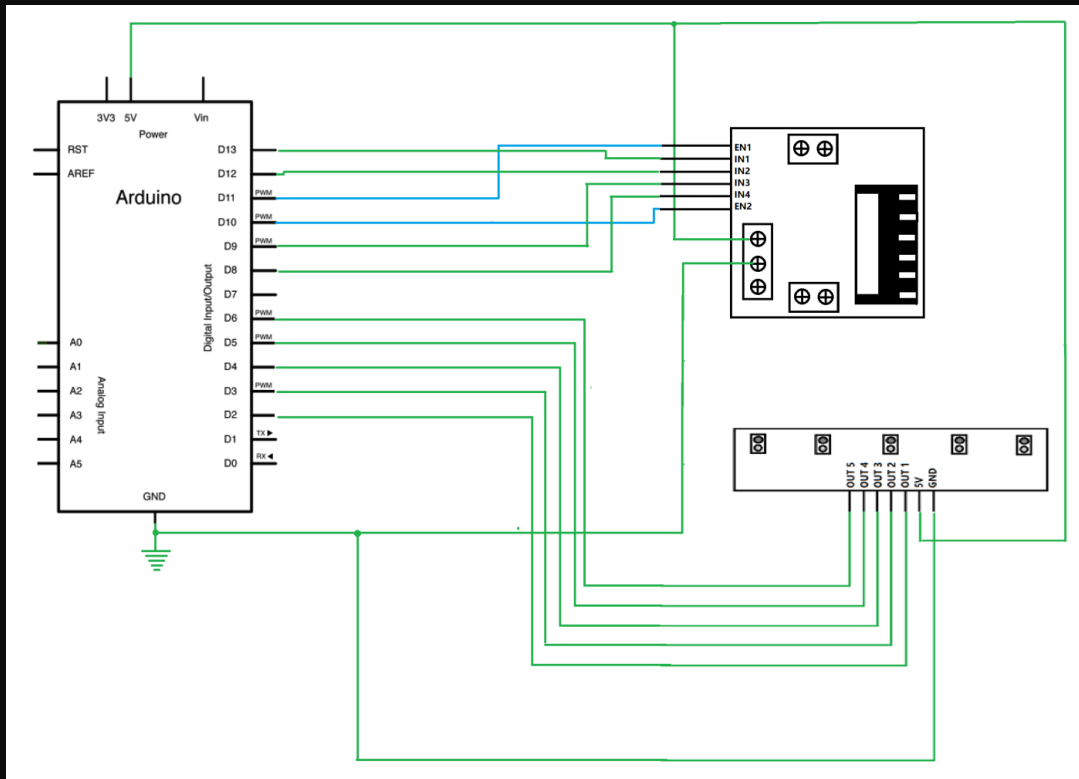 3V3 5V Vin
Power
RST
AREF
Arduino
D13
D12
D11 PWM
D10 PWM
D9 PWM
D8
D7
D6 PWM
D5 PWM
D4
D3 PWM
D2
D1 TX ▶
D0 RX ◀
Digital Input/Output
A0
A1
A2
A3
A4
A5
Analog Input
GND
EN1
IN1
IN2
IN3
IN4
EN2
OUT 5
OUT 4
OUT 3
OUT 2
OUT 1
5V
GND